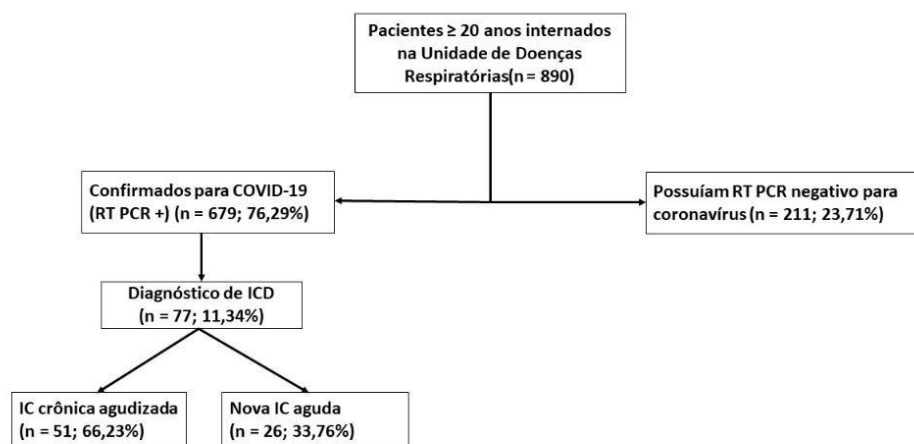 Pacientes ≥ 20 anos internados
na Unidade de Doenças
Respiratórias(n = 890)
Confirmados para COVID-19
(RT PCR +) (n = 679; 76,29%)
Possuíam RT PCR negativo para
coronavírus (n = 211; 23,71%)
Diagnóstico de ICD
(n = 77; 11,34%)
IC crônica agudizada
(n = 51; 66,23%)
Nova IC aguda
(n = 26; 33,76%)